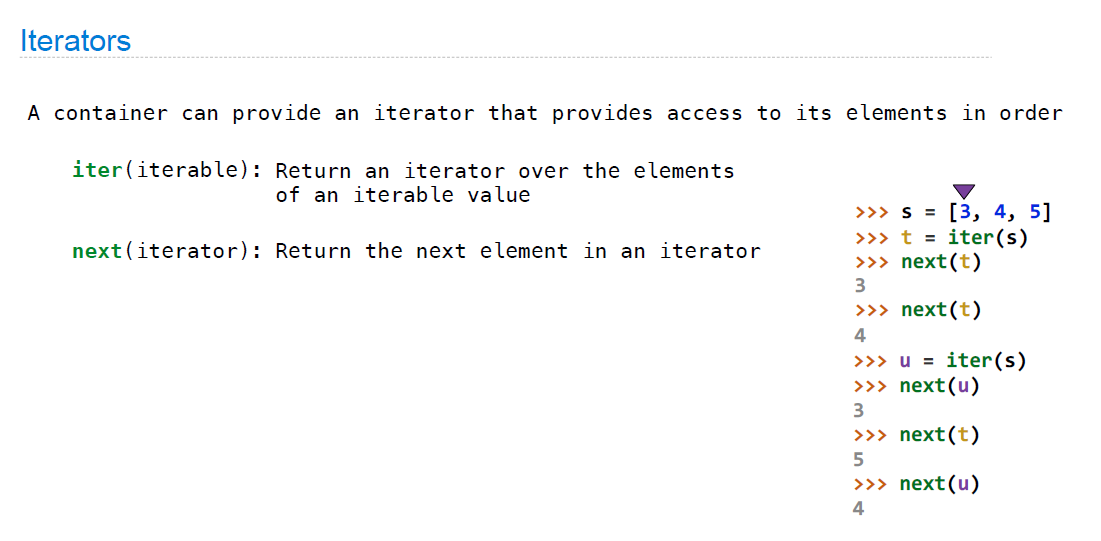 Iterators
A container can provide an iterator that provides access to its elements in order
iter(iterable): Return an iterator over the elements
of an iterable value
next(iterator): Return the next element in an iterator
>>> s = [3, 4, 5]
>>> t = iter(s)
>>> next(t)
3
>>> next(t)
4
>>> u = iter(s)
>>> next(u)
3
>>> next(t)
5
>>> next(u)
4